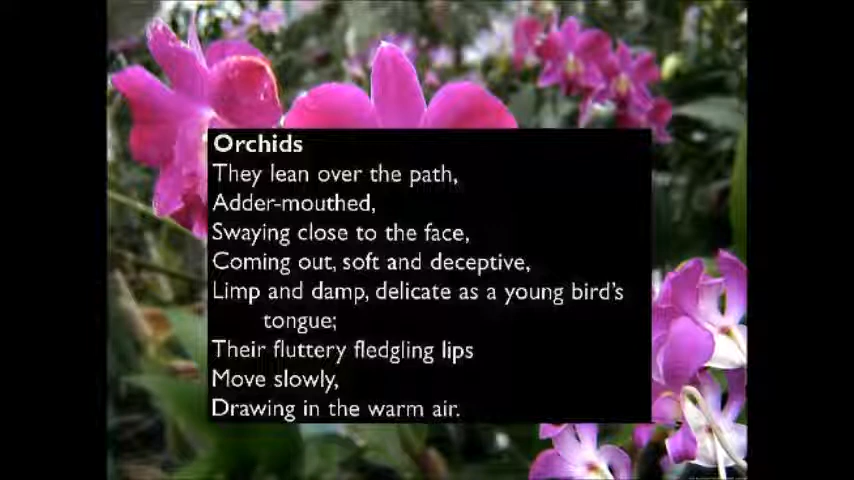 Orchids
They lean over the path,
Adder-mouthed,
Swaying close to the face,
Coming out, soft and deceptive,
Limp and damp, delicate as a young bird's
tongue;
Their fluttery fledgling lips
Move slowly,
Drawing in the warm air.